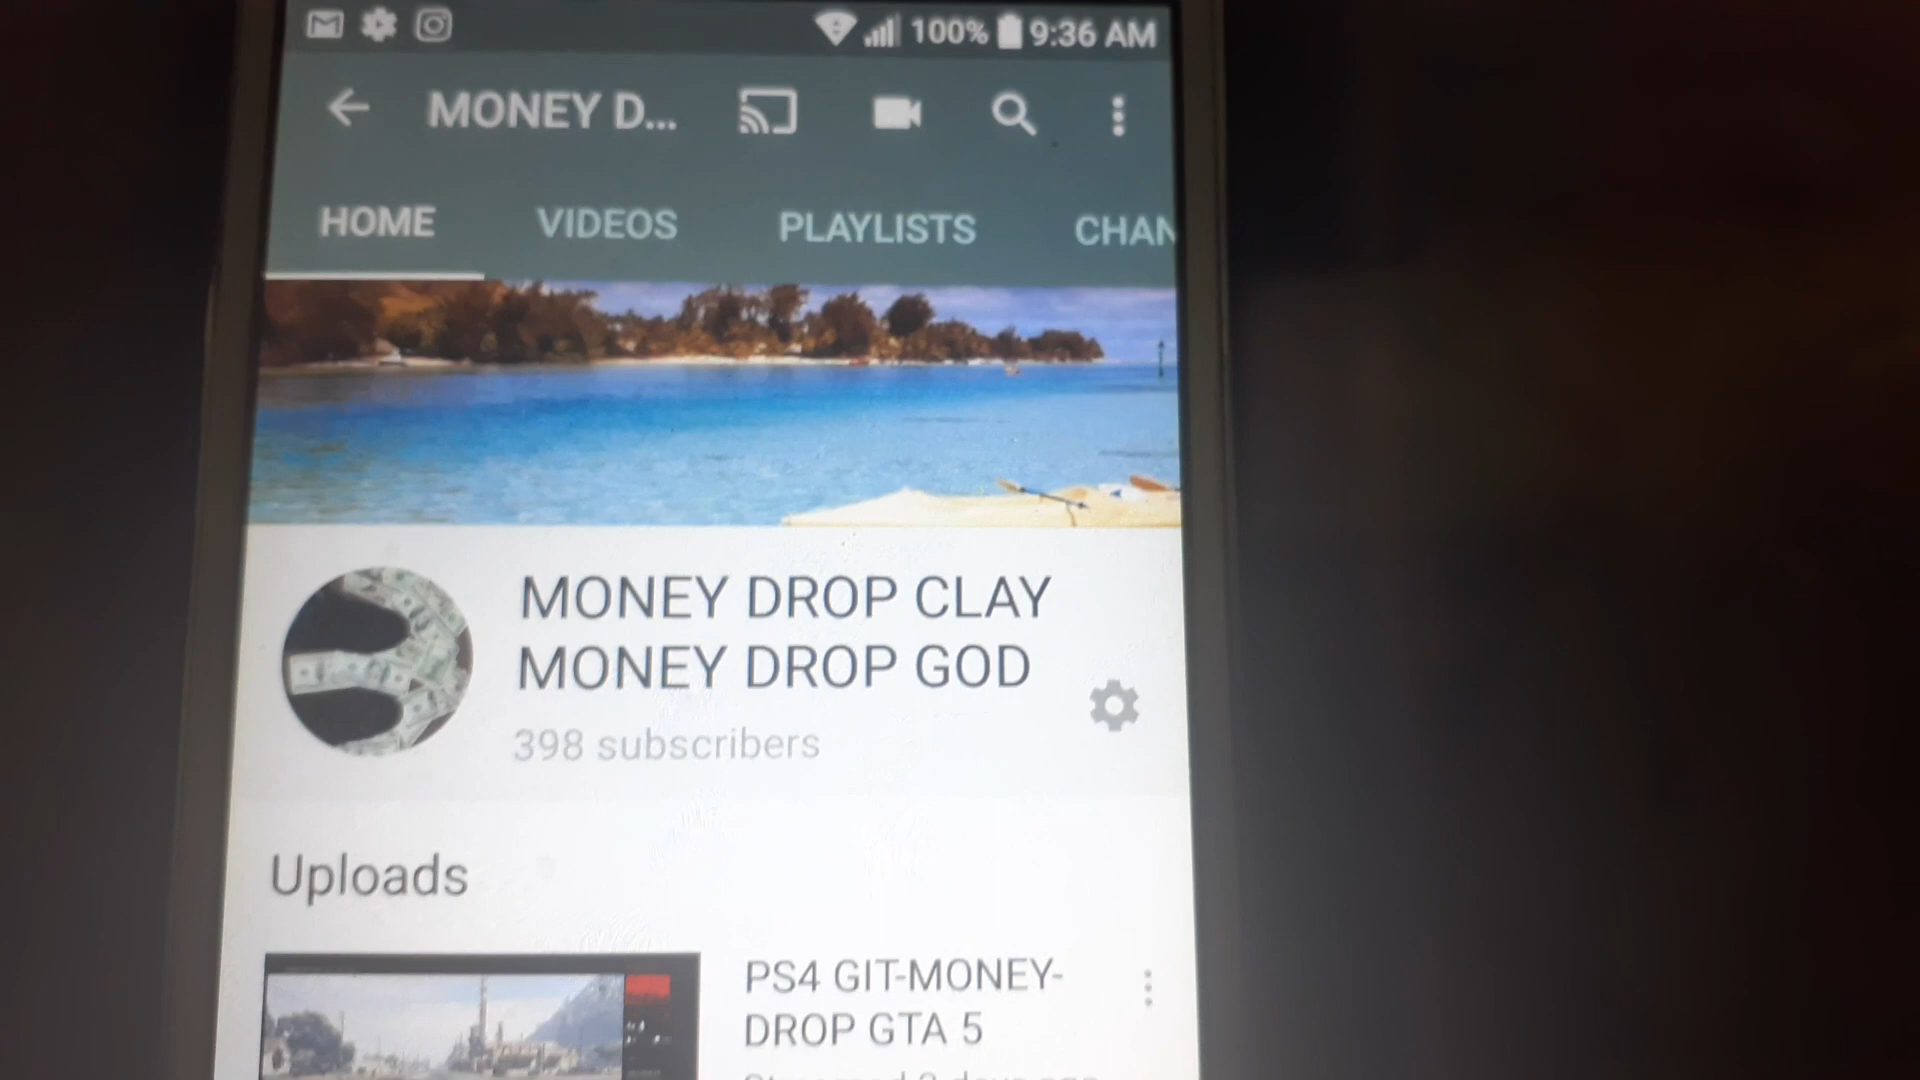 100% 9:36 AM
MONEY D...
HOME VIDEOS PLAYLISTS CHAN
MONEY DROP CLAY
MONEY DROP GOD
398 subscribers
Uploads
PS4 GIT-MONEY-
DROP GTA 5